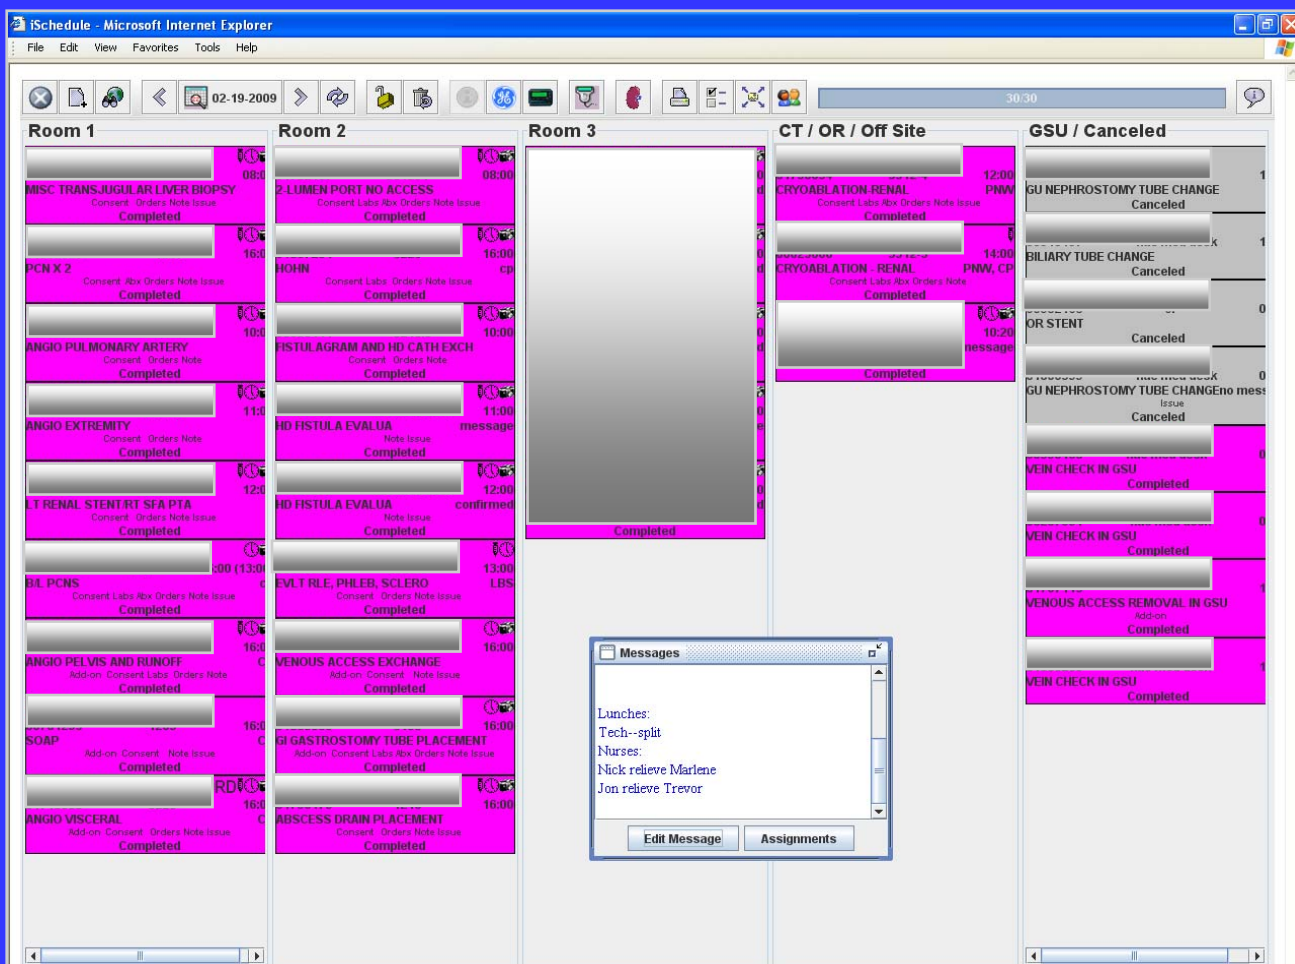 iSchedule - Microsoft Internet Explorer
File Edit View Favorites Tools Help
02-19-2009
30/30
Room 1
MISC TRANSJUGULAR LIVER BIOPSY
Consent Orders Note Issue
Completed
PCN X 2
Consent Abx Orders Note Issue
Completed
ANGIO PULMONARY ARTERY
Consent Orders Note
Completed
ANGIO EXTREMITY
Consent Orders Note
Completed
LT RENAL STENT/RT SFA PTA
Consent Orders Note Issue
Completed
:00 (13:00
B/L PCNS
Consent Labs Abx Orders Note Issue
Completed
ANGIO PELVIS AND RUNOFF
Add-on Consent Labs Orders Note
Completed
SOAP
Add-on Consent Note Issue
Completed
RD
ANGIO VISCERAL
Add-on Consent Orders Note Issue
Completed
Room 2
08:00
2-LUMEN PORT NO ACCESS
Consent Labs Abx Orders Note Issue
Completed
16:00
HOHN cp
Consent Labs Orders Note Issue
Completed
10:00
FISTULAGRAM AND HD CATH EXCH
Consent Orders Note
Completed
11:00
HD FISTULA EVALUA message
Note Issue
Completed
12:00
HD FISTULA EVALUA confirmed
Note Issue
Completed
13:00
EVLT RLE, PHLEB, SCLERO LBS
Consent Orders Note Issue
Completed
16:00
VENOUS ACCESS EXCHANGE
Add-on Consent Note Issue
Completed
16:00
GI GASTROSTOMY TUBE PLACEMENT
Add-on Consent Labs Abx Orders Note Issue
Completed
16:00
ABSCESS DRAIN PLACEMENT
Consent Orders Note Issue
Completed
Room 3
Completed
CT / OR / Off Site
12:00
CRYOABLATION-RENAL PNW
Consent Labs Abx Orders Note Issue
Completed
14:00
CRYOABLATION - RENAL PNW, CP
Consent Labs Abx Orders Note
Completed
10:20
message
Completed
GSU / Canceled
GU NEPHROSTOMY TUBE CHANGE
Canceled
BILIARY TUBE CHANGE
Canceled
OR STENT
Canceled
GU NEPHROSTOMY TUBE CHANGEno mess
Issue
Canceled
VEIN CHECK IN GSU
Completed
VEIN CHECK IN GSU
Completed
VENOUS ACCESS REMOVAL IN GSU
Add-on
Completed
VEIN CHECK IN GSU
Completed
Messages
Lunches:
Tech--split
Nurses:
Nick relieve Marlene
Jon relieve Trevor
Edit Message Assignments